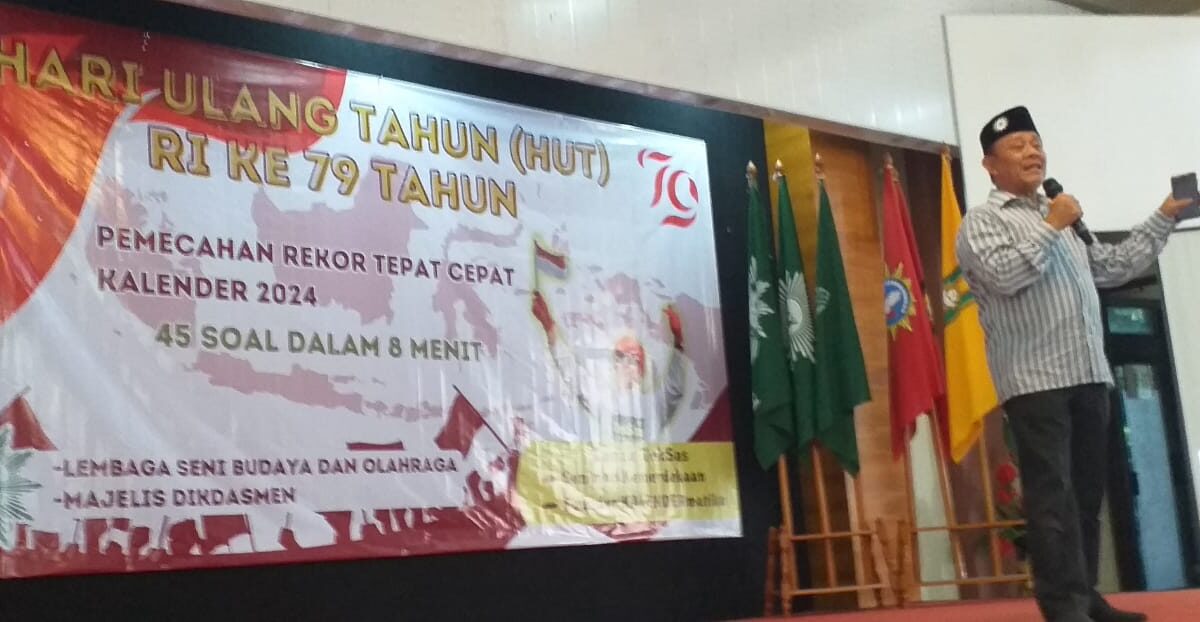 HARI ULANG TAHUN (HUT)
RI KE 79 TAHUN
79
PEMECAHAN REKOR TEPAT CEPAT
KALENDER 2024
45 SOAL DALAM 8 MENIT
-LEMBAGA SENI BUDAYA DAN OLAHRAGA
-MAJELIS DIKDASMEN